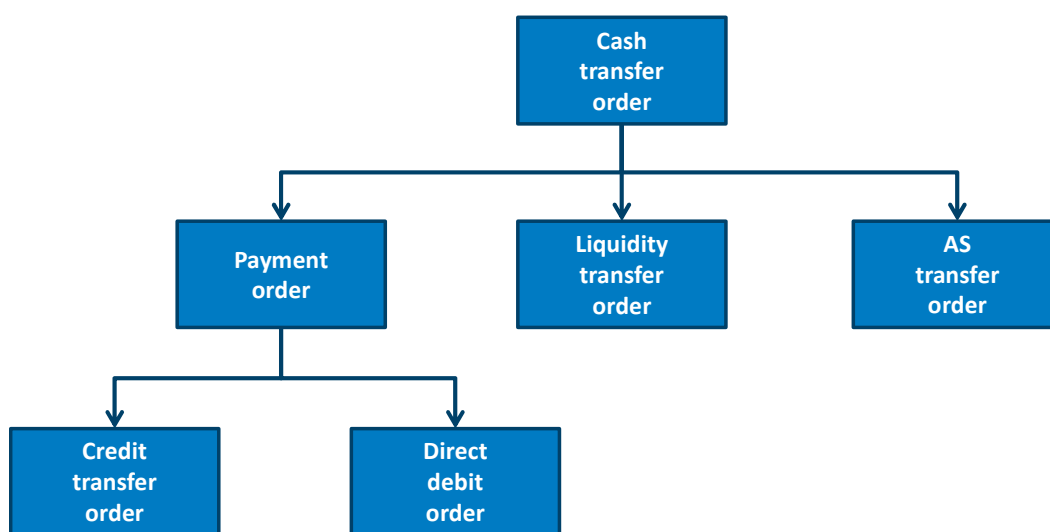 Cash
transfer
order
Payment
order
Liquidity
transfer
order
AS
transfer
order
Credit
transfer
order
Direct
debit
order